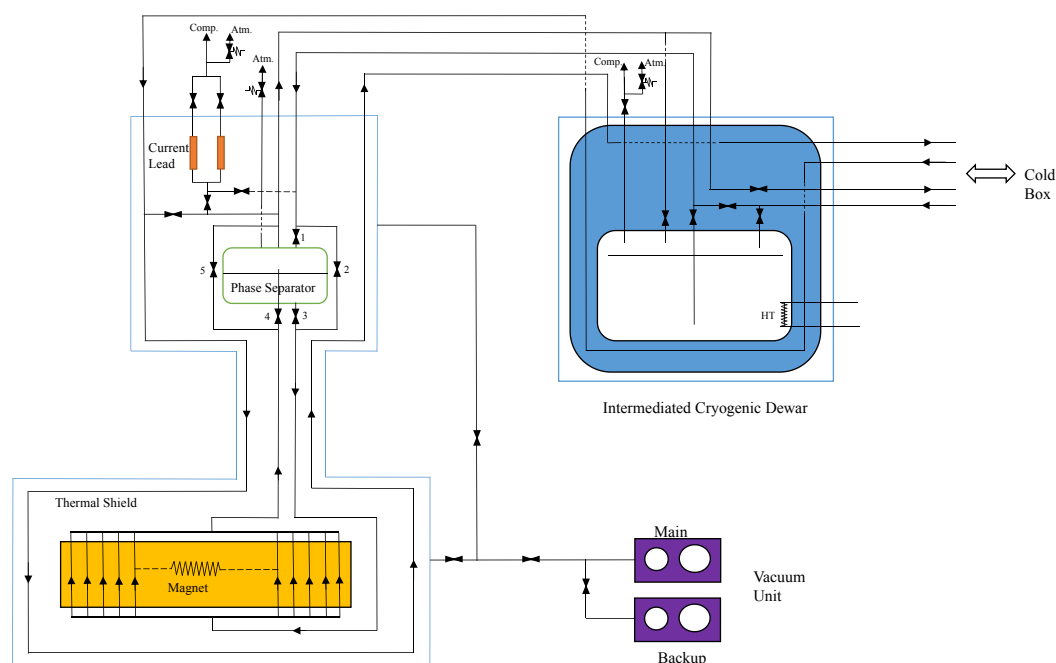 Comp.
Atm.
Atm.
Comp.
Atm.
Current
Lead
Cold
Box
1
5
2
Phase Separator
4
3
HT
Intermediated Cryogenic Dewar
Thermal Shield
Magnet
Main
Vacuum
Unit
Backup